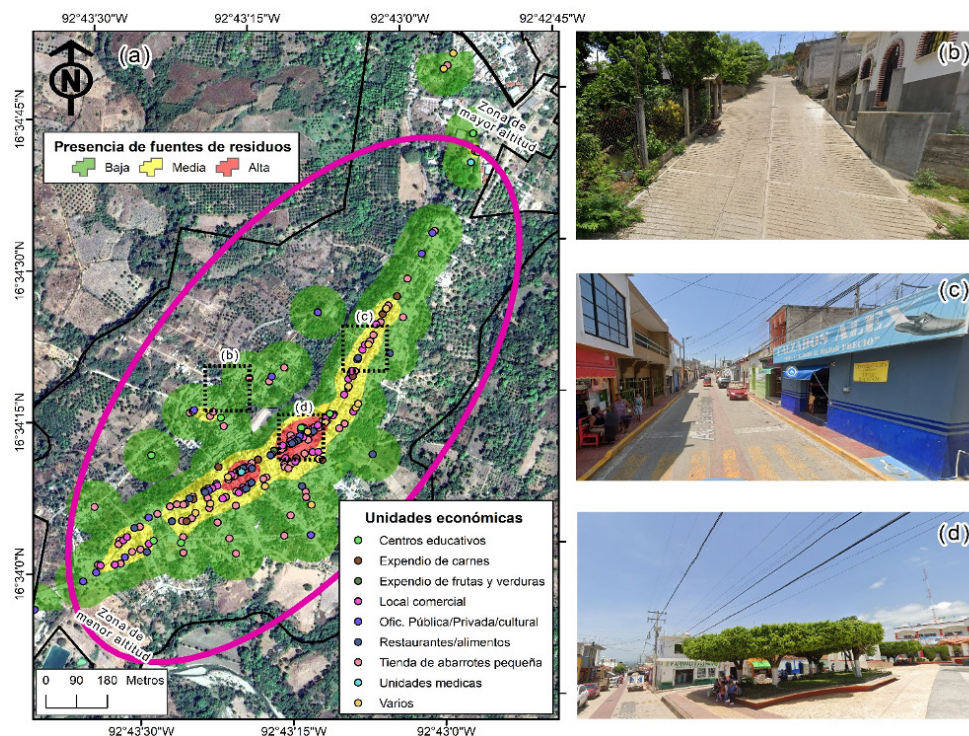 92°43'30"W
92°43'15"W
92°43'0"W
92°42'45"W
(a)
N
16°34'45"N
16°34'30"N
16°34'15"N
16°34'0"N
Zona de
mayor altitud
Presencia de fuentes de residuos
Baja
Media
Alta
(c)
(b)
(d)
Zona de
menor altitud
0 90 180 Metros
Unidades económicas
Centros educativos
Expendio de carnes
Expendio de frutas y verduras
Local comercial
Ofic. Pública/Privada/cultural
Restaurantes/alimentos
Tienda de abarrotes pequeña
Unidades medicas
Varios
92°43'30"W
92°43'15"W
92°43'0"W
(b)
(c)
CALZADOS ALEX
(d)